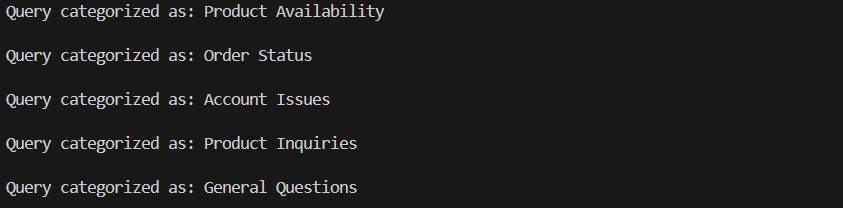 Query categorized as: Product Availability
Query categorized as: Order Status
Query categorized as: Account Issues
Query categorized as: Product Inquiries
Query categorized as: General Questions